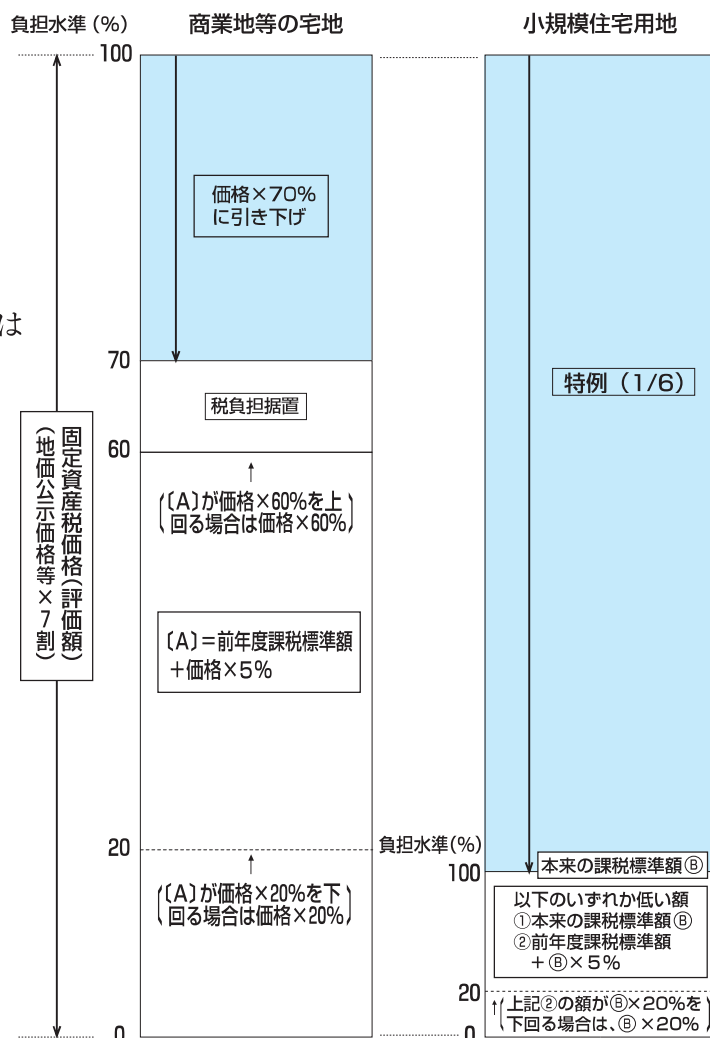 負担水準（％）
商業地等の宅地
小規模住宅用地
100
価格×70％
に引き下げ
は
70
税負担据置
特例（1/6）
60
固定資産税価格（評価額）
（地価公示価格等×7割）
↑
（〔A〕が価格×60％を上
回る場合は価格×60％）
〔A〕＝前年度課税標準額
＋価格×5％
20
負担水準（％）
↑
（〔A〕が価格×20％を下
回る場合は価格×20％）
100
本来の課税標準額Ⓑ
以下のいずれか低い額
①本来の課税標準額Ⓑ
②前年度課税標準額
＋Ⓑ×5％
20
↑（上記②の額がⒷ×20％を
下回る場合は、Ⓑ×20％）
0
0